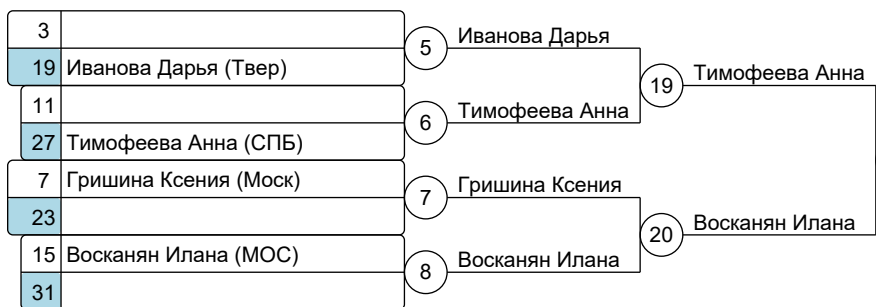 3
5 Иванова Дарья
19 Иванова Дарья (Твер)
19 Тимофеева Анна
11
6 Тимофеева Анна
27 Тимофеева Анна (СПБ)
7 Гришина Ксения (Моск)
7 Гришина Ксения
23
20 Восканян Илана
15 Восканян Илана (МОС)
8 Восканян Илана
31